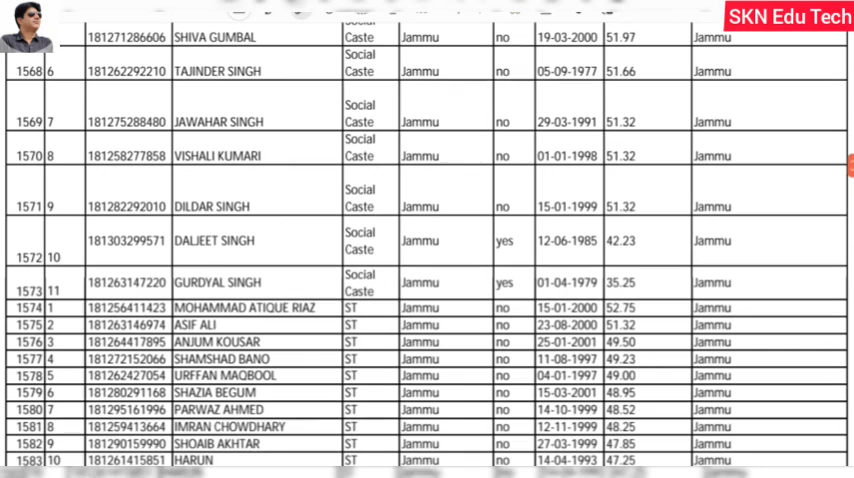 SKN Edu Tech
Social
181271286606 SHIVA GUMBAL Caste Jammu no 19-03-2000 51.97 Jammu
Social
1568 6 181262292210 TAJINDER SINGH Caste Jammu no 05-09-1977 51.66 Jammu
Social
1569 7 181275288480 JAWAHAR SINGH Caste Jammu no 29-03-1991 51.32 Jammu
Social
1570 8 181258277858 VISHALI KUMARI Caste Jammu no 01-01-1998 51.32 Jammu
Social
1571 9 181282292010 DILDAR SINGH Caste Jammu no 15-01-1999 51.32 Jammu
Social
181303299571 DALJEET SINGH Caste Jammu yes 12-06-1985 42.23 Jammu
1572 10
Social
181263147220 GURDYAL SINGH Caste Jammu yes 01-04-1979 35.25 Jammu
1573 11
1574 1 181256411423 MOHAMMAD ATIQUE RIAZ ST Jammu no 15-01-2000 52.75 Jammu
1575 2 181263146974 ASIF ALI ST Jammu no 23-08-2000 51.32 Jammu
1576 3 181264417895 ANJUM KOUSAR ST Jammu no 25-01-2001 49.50 Jammu
1577 4 181272152066 SHAMSHAD BANO ST Jammu no 11-08-1997 49.23 Jammu
1578 5 181262427054 URFFAN MAQBOOL ST Jammu no 04-01-1997 49.00 Jammu
1579 6 181280291168 SHAZIA BEGUM ST Jammu no 15-03-2001 48.95 Jammu
1580 7 181295161996 PARWAZ AHMED ST Jammu no 14-10-1999 48.52 Jammu
1581 8 181259413664 IMRAN CHOWDHARY ST Jammu no 12-11-1999 48.25 Jammu
1582 9 181290159990 SHOAIB AKHTAR ST Jammu no 27-03-1999 47.85 Jammu
1583 10 181261415851 HARUN ST Jammu no 14-04-1993 47.25 Jammu